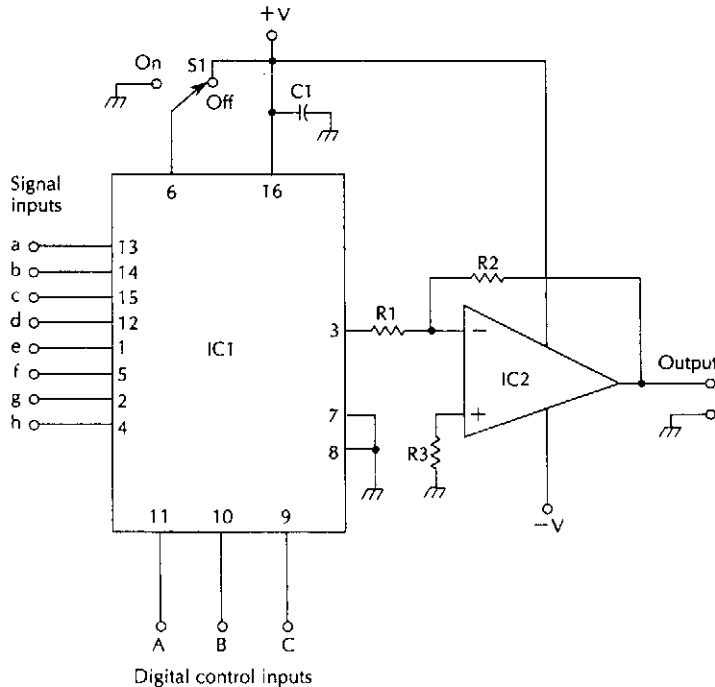 +V
On
S1
Off
C1
6
16
Signal
inputs
a
13
b
14
c
15
d
12
e
1
f
5
g
2
h
4
IC1
3
R1
R2
−
IC2
+
R3
Output
7
8
−V
11
10
9
A
B
C
Digital control inputs